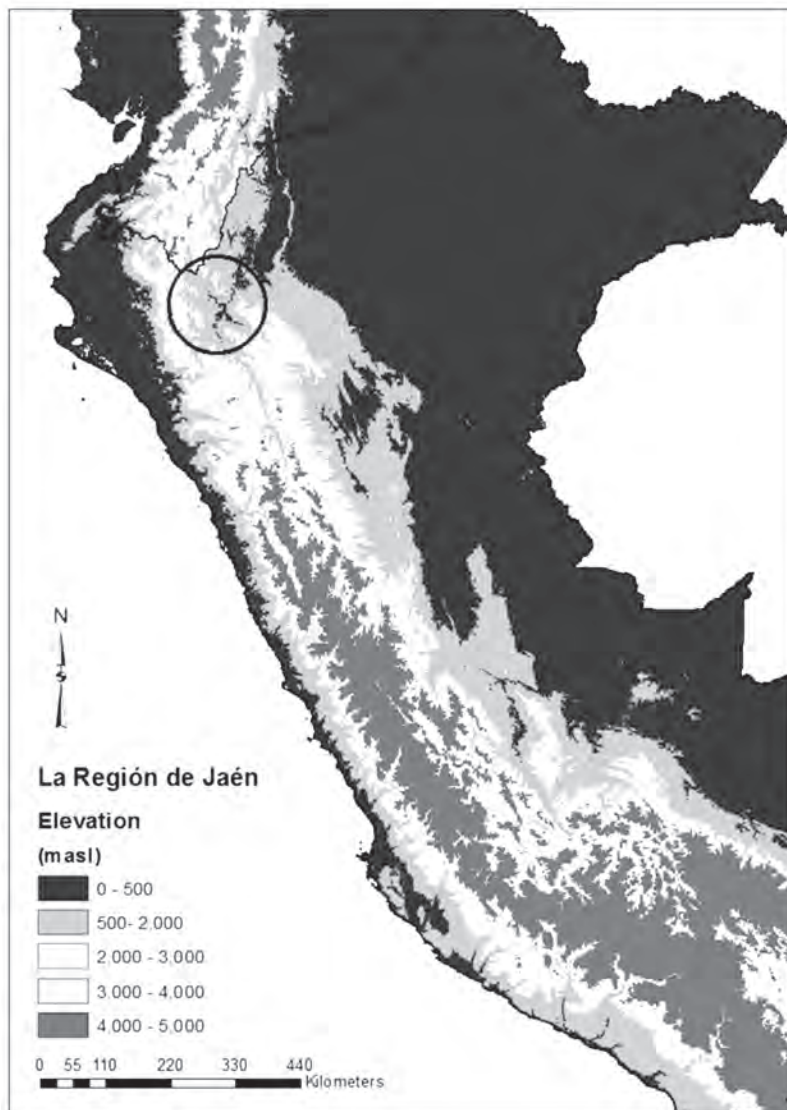 N
La Región de Jaén
Elevation
(masl)
0 - 500
500- 2,000
2,000 - 3,000
3,000 - 4,000
4,000 - 5,000
0 55 110 220 330 440
Kilometers